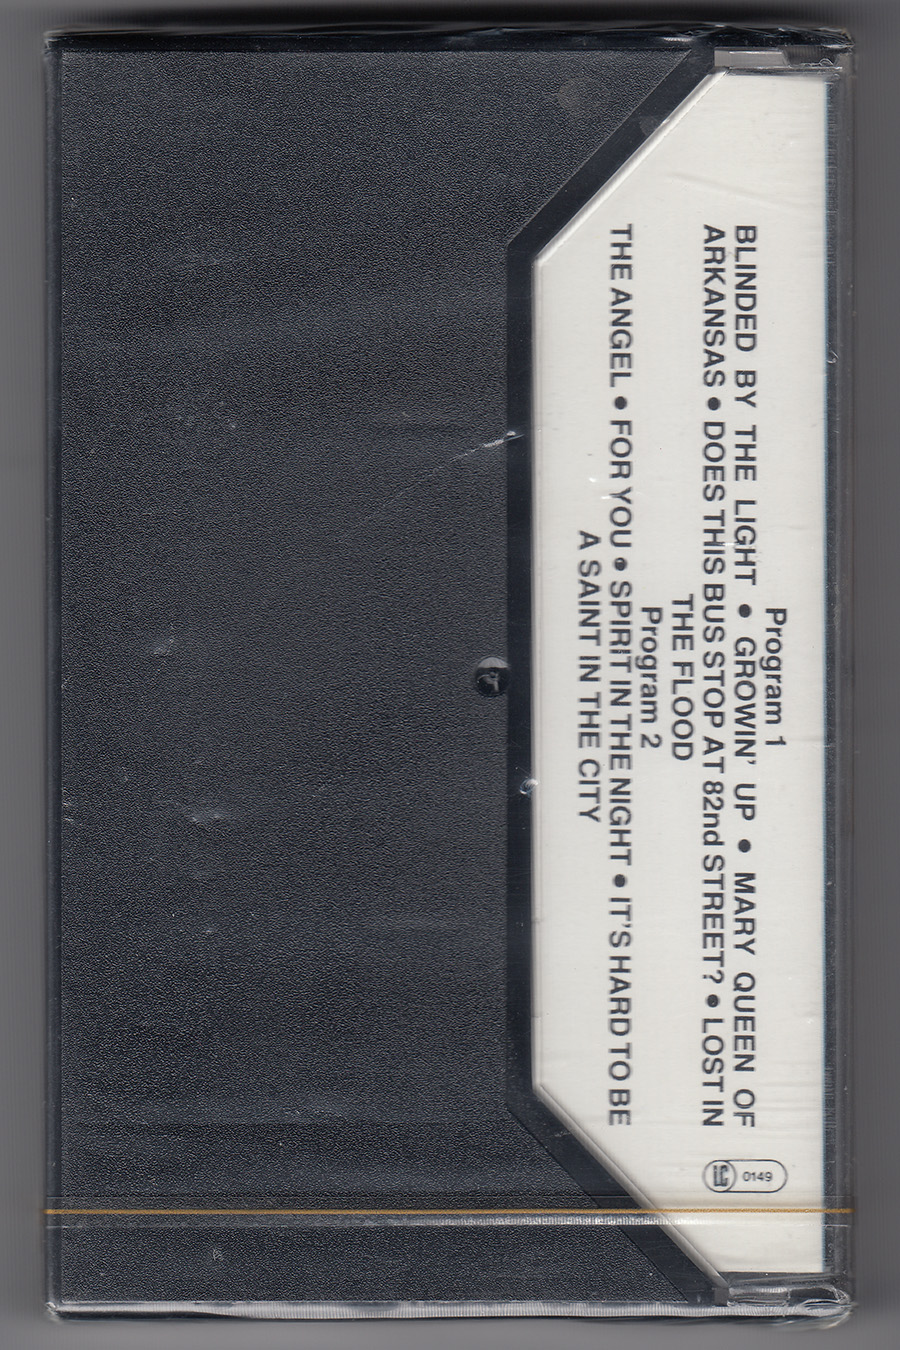 Program 1
BLINDED BY THE LIGHT • GROWIN' UP • MARY QUEEN OF
ARKANSAS • DOES THIS BUS STOP AT 82nd STREET? • LOST IN
THE FLOOD
Program 2
THE ANGEL • FOR YOU • SPIRIT IN THE NIGHT • IT'S HARD TO BE
A SAINT IN THE CITY
LC 0149